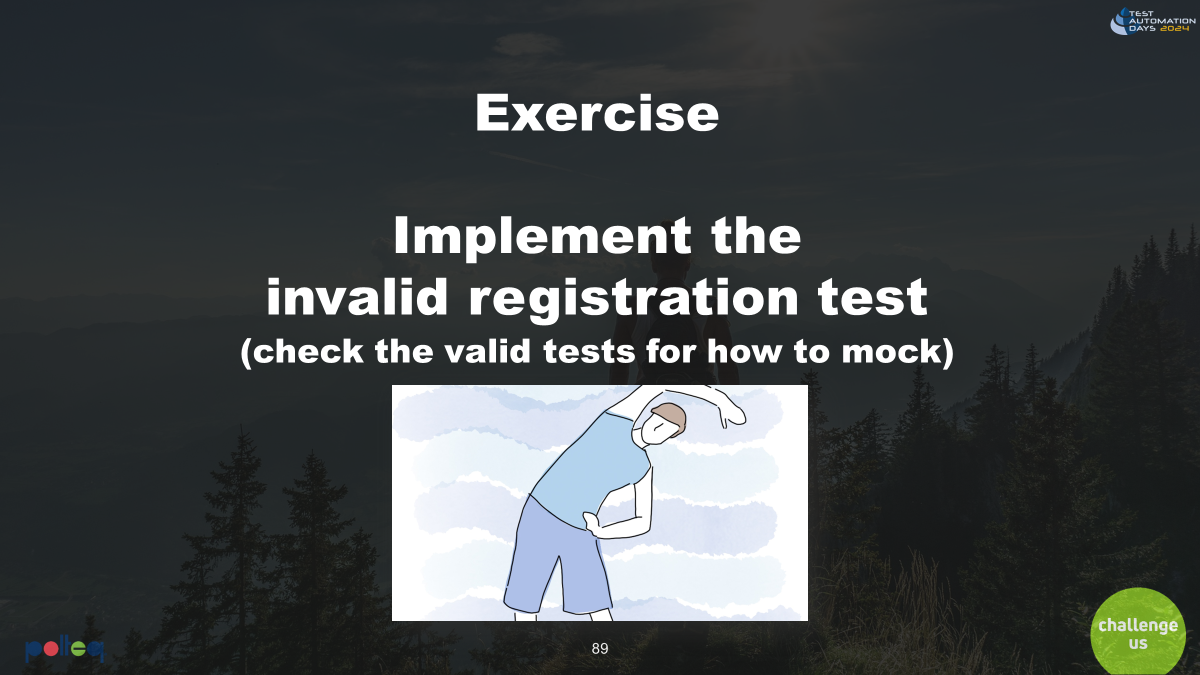 TEST
AUTOMATION
DAYS 2024
Exercise
Implement the
invalid registration test
(check the valid tests for how to mock)
polteq
89
challenge
us